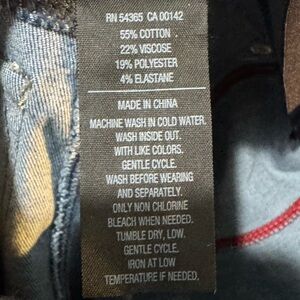 RN 54365 CA 00142
55% COTTON
22% VISCOSE
19% POLYESTER
4% ELASTANE
MADE IN CHINA
MACHINE WASH IN COLD WATER.
WASH INSIDE OUT.
WITH LIKE COLORS.
GENTLE CYCLE.
WASH BEFORE WEARING
AND SEPARATELY.
ONLY NON CHLORINE
BLEACH WHEN NEEDED.
TUMBLE DRY, LOW.
GENTLE CYCLE.
IRON AT LOW
TEMPERATURE IF NEEDED.